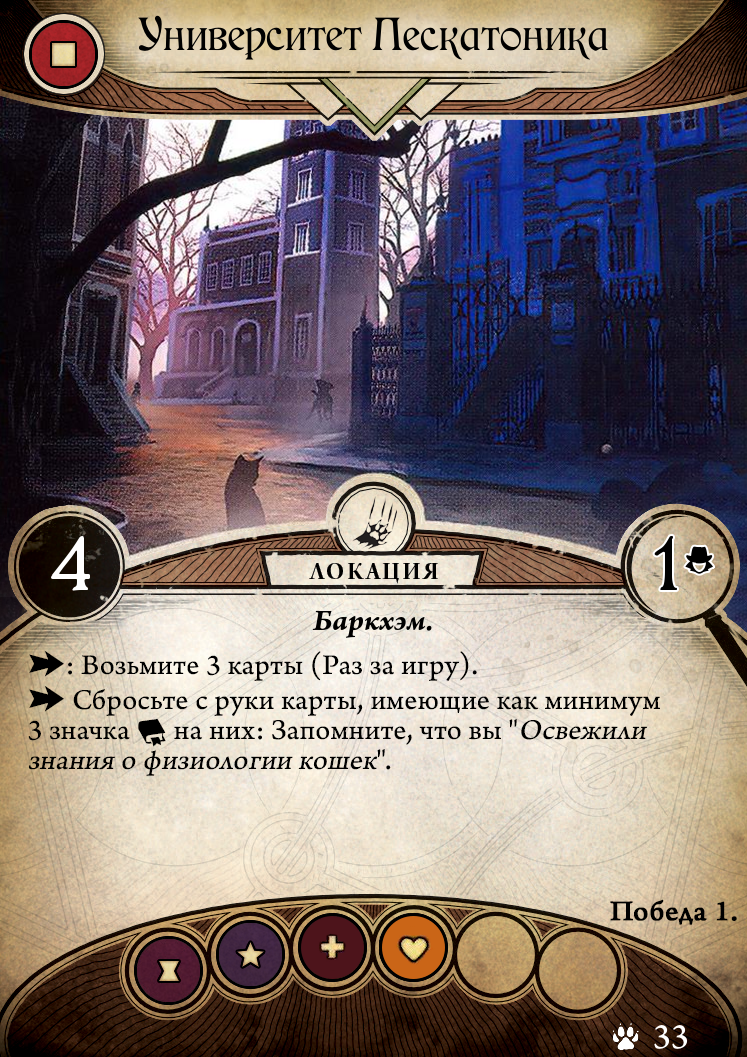 Университет Пескатоника
4
1
ЛОКАЦИЯ
Баркхэм.
: Возьмите 3 карты (Раз за игру).
Сбросьте с руки карты, имеющие как минимум
3 значка на них: Запомните, что вы "Освежили
знания о физиологии кошек".
Победа 1.
33